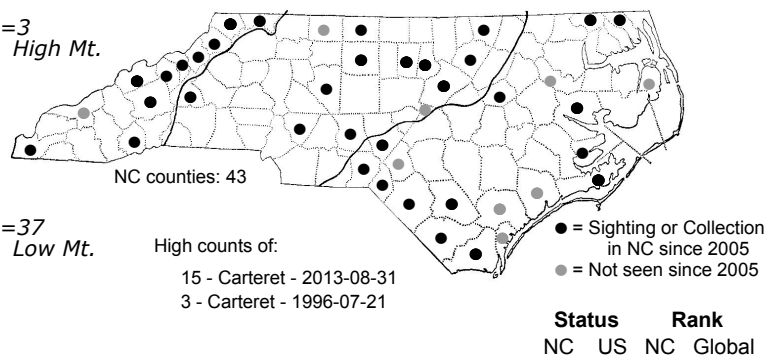 =3
High Mt.
NC counties: 43
=37
Low Mt.
High counts of:
15 - Carteret - 2013-08-31
3 - Carteret - 1996-07-21
= Sighting or Collection
in NC since 2005
= Not seen since 2005
Status Rank
NC US NC Global